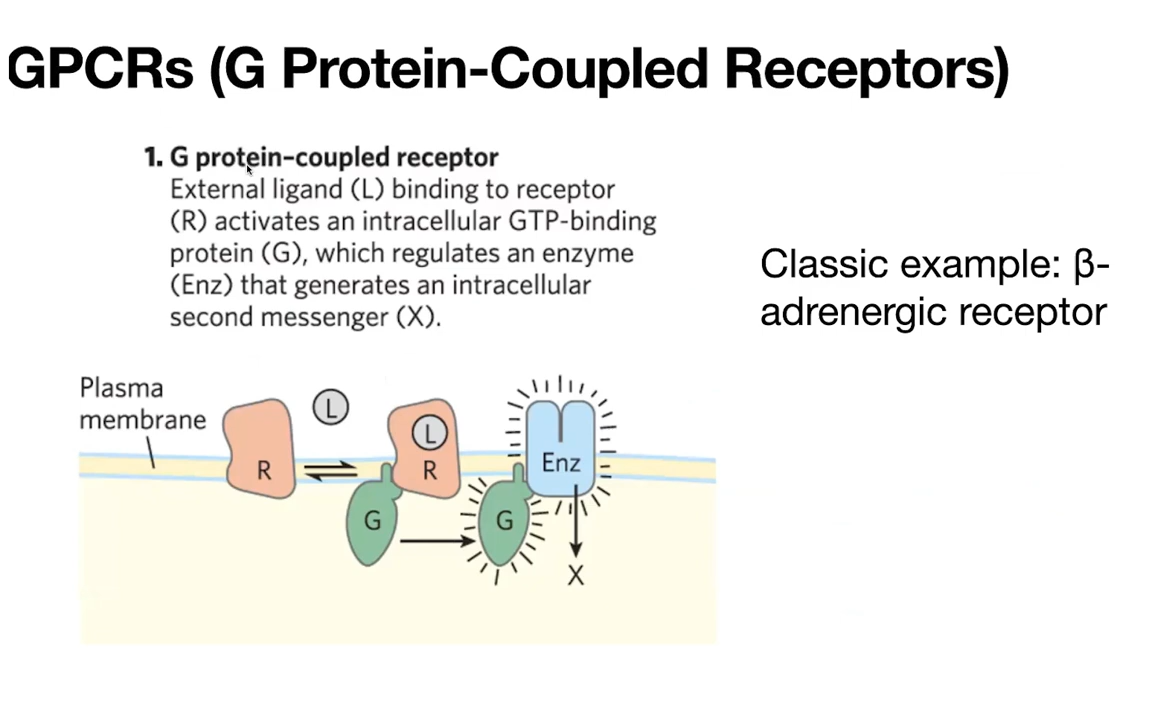 GPCRs (G Protein-Coupled Receptors)
1. G protein-coupled receptor
External ligand (L) binding to receptor
(R) activates an intracellular GTP-binding
protein (G), which regulates an enzyme
(Enz) that generates an intracellular
second messenger (X).
Classic example: β-
adrenergic receptor
Plasma
membrane
L
L
R
R
Enz
G
G
X